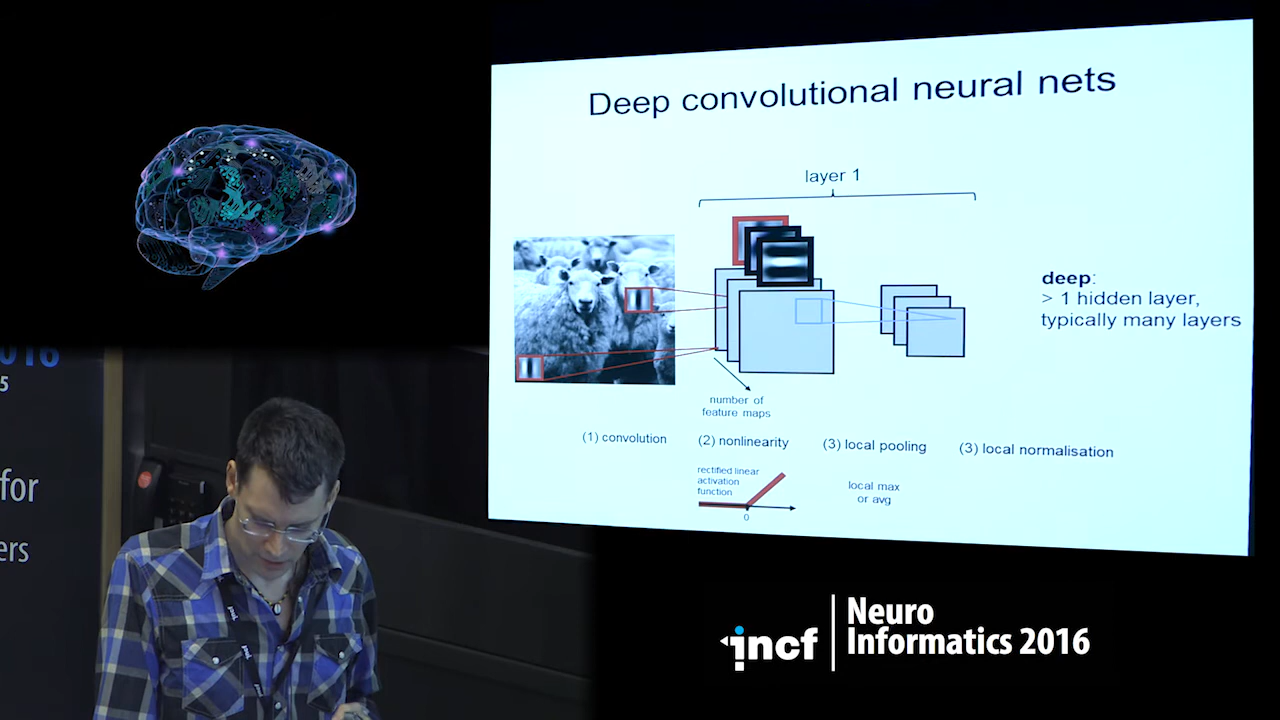 Deep convolutional neural nets
layer 1
deep:
> 1 hidden layer,
typically many layers
number of
feature maps
(1) convolution
(2) nonlinearity
(3) local pooling
(3) local normalisation
rectified linear
activation
function
0
local max
or avg
016
5
for
ers
incf
Neuro
Informatics 2016